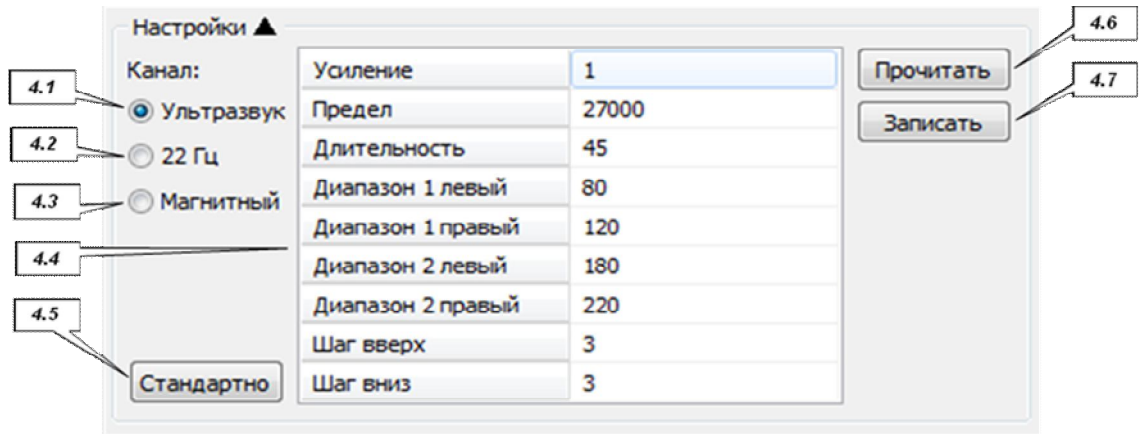 Настройки ▲
4.6
Канал:
Усиление 1
Прочитать
4.1
4.7
Ультразвук
Предел 27000
Записать
4.2
22 Гц
Длительность 45
4.3
Магнитный
Диапазон 1 левый 80
Диапазон 1 правый 120
4.4
Диапазон 2 левый 180
4.5
Диапазон 2 правый 220
Шаг вверх 3
Стандартно
Шаг вниз 3